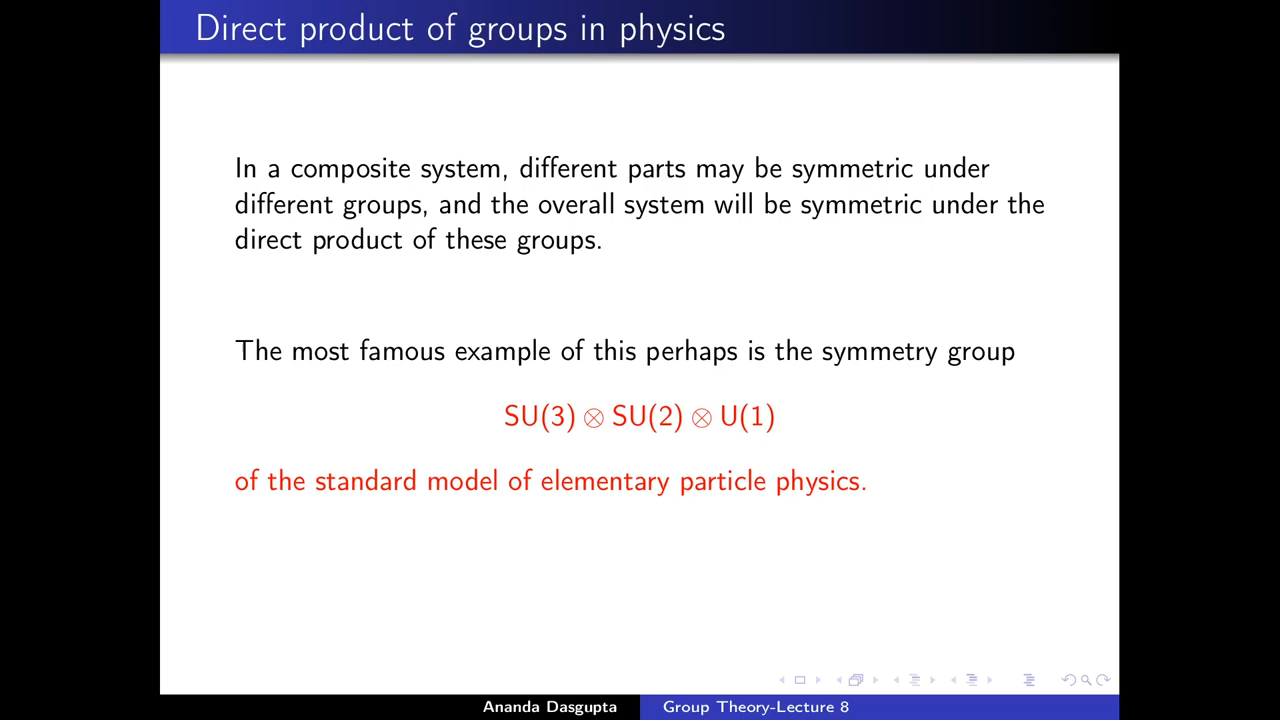 Direct product of groups in physics
In a composite system, different parts may be symmetric under
different groups, and the overall system will be symmetric under the
direct product of these groups.
The most famous example of this perhaps is the symmetry group
SU(3) ⊗ SU(2) ⊗ U(1)
of the standard model of elementary particle physics.
Ananda Dasgupta
Group Theory-Lecture 8